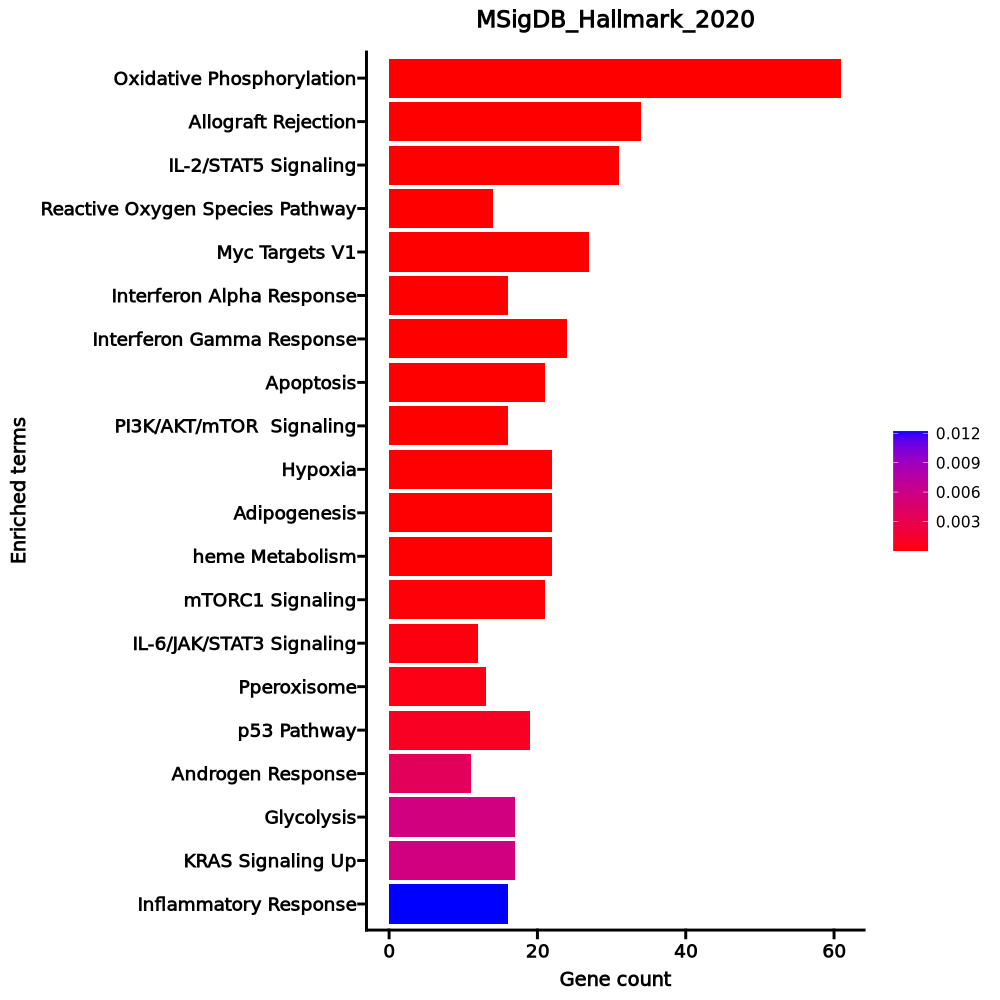 MSigDB_Hallmark_2020
Oxidative Phosphorylation
Allograft Rejection
IL-2/STAT5 Signaling
Reactive Oxygen Species Pathway
Myc Targets V1
Interferon Alpha Response
Interferon Gamma Response
Apoptosis
PI3K/AKT/mTOR  Signaling
Hypoxia
Adipogenesis
heme Metabolism
mTORC1 Signaling
IL-6/JAK/STAT3 Signaling
Pperoxisome
p53 Pathway
Androgen Response
Glycolysis
KRAS Signaling Up
Inflammatory Response
Enriched terms
0 20 40 60
Gene count
0.012
0.009
0.006
0.003